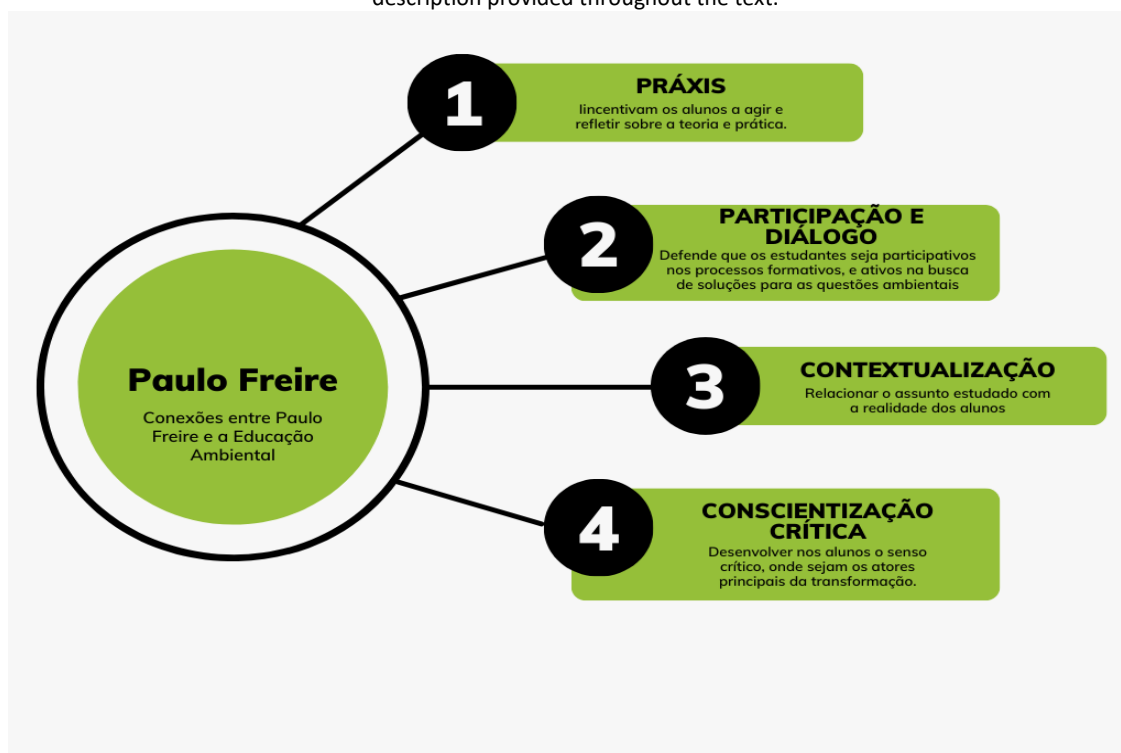 description provided throughout the text.
1
PRÁXIS
Iincentivam os alunos a agir e
refletir sobre a teoria e prática.
2
PARTICIPAÇÃO E
DIÁLOGO
Defende que os estudantes seja participativos
nos processos formativos, e ativos na busca
de soluções para as questões ambientais
Paulo Freire
Conexões entre Paulo
Freire e a Educação
Ambiental
3
CONTEXTUALIZAÇÃO
Relacionar o assunto estudado com
a realidade dos alunos
4
CONSCIENTIZAÇÃO
CRÍTICA
Desenvolver nos alunos o senso
crítico, onde sejam os atores
principais da transformação.